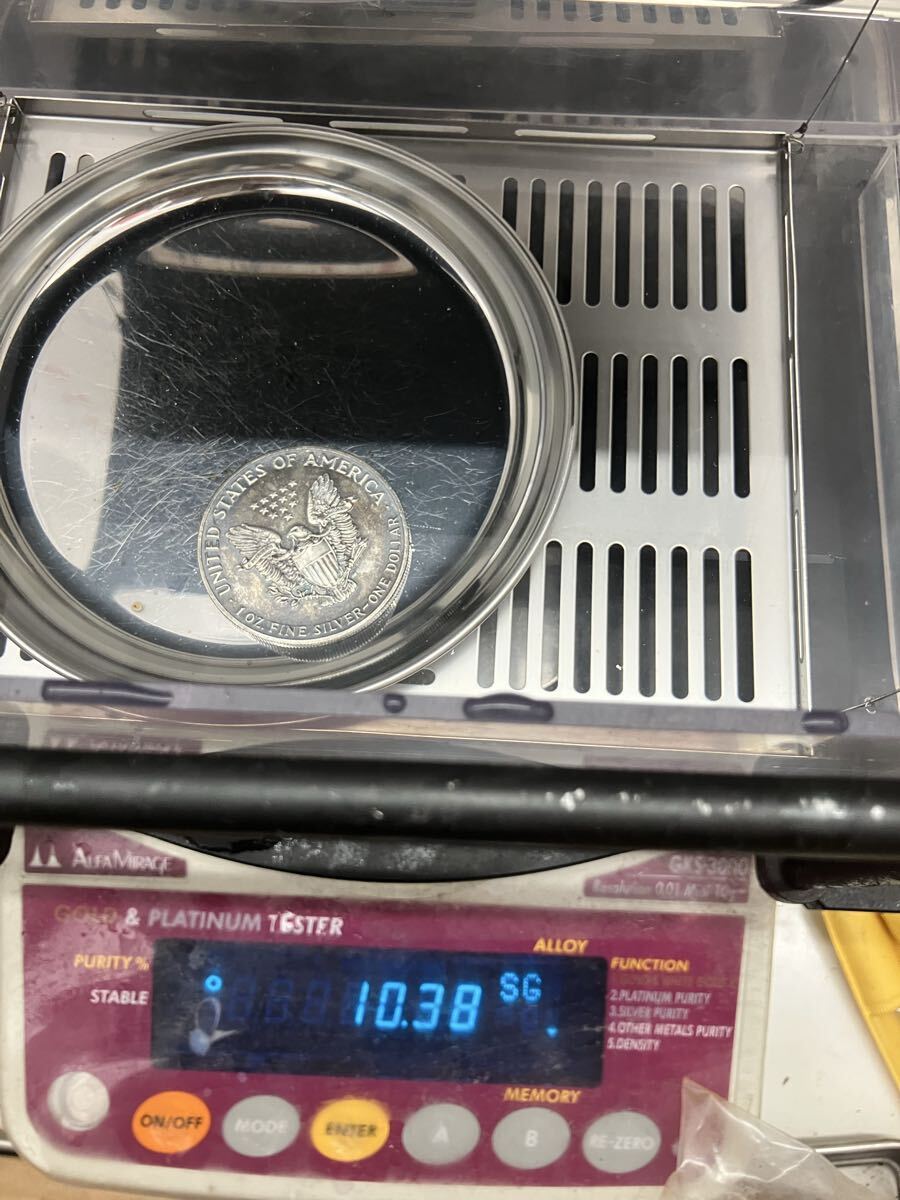 UNITED STATES OF AMERICA
1 OZ. FINE SILVER~ONE DOLLAR
ALFAMIRAGE
GKS-3000
Resolution 0.01
GOLD & PLATINUM TESTER
PURITY %
STABLE
10.38 SG
ALLOY
FUNCTION
2.PLATINUM PURITY
3.SILVER PURITY
4.OTHER METALS PURITY
5.DENSITY
MEMORY
ON/OFF
MODE
ENTER
A
B
RE-ZERO